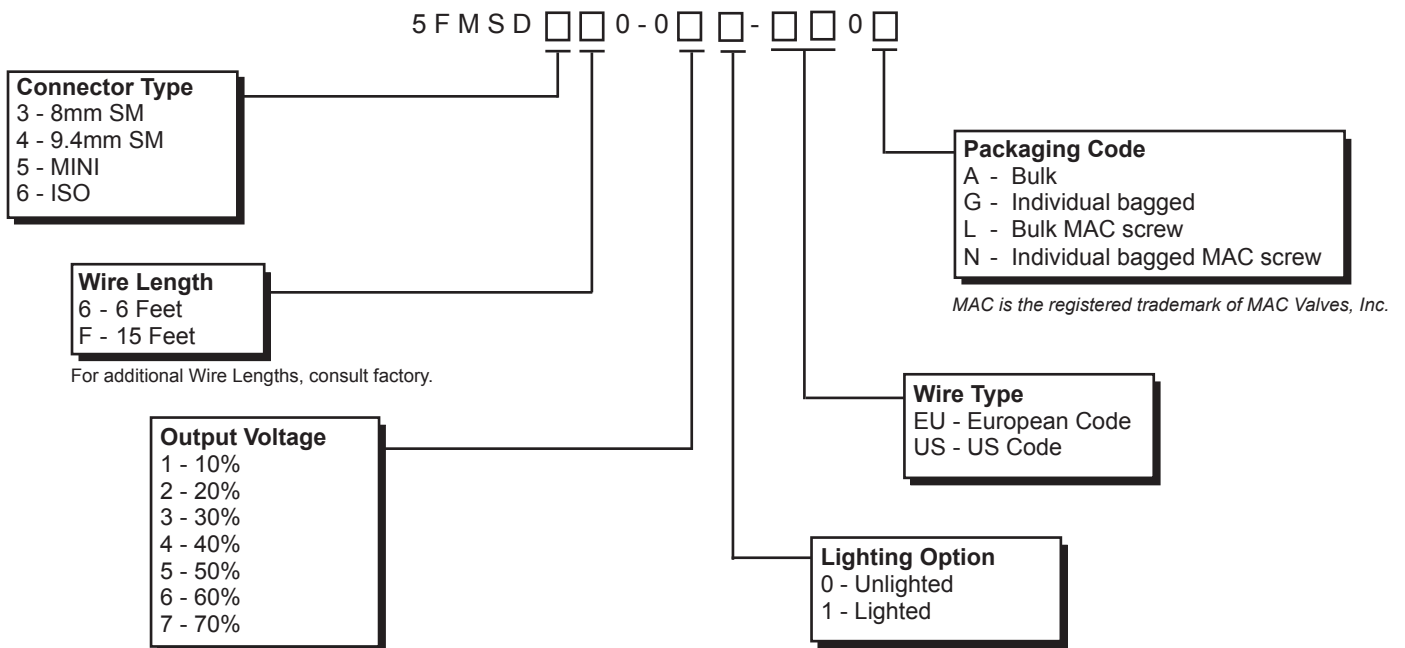 5 F M S D □ □ 0 - 0 □ □ - □ □ 0 □
Connector Type
3 - 8mm SM
4 - 9.4mm SM
5 - MINI
6 - ISO
Wire Length
6 - 6 Feet
F - 15 Feet
For additional Wire Lengths, consult factory.
Output Voltage
1 - 10%
2 - 20%
3 - 30%
4 - 40%
5 - 50%
6 - 60%
7 - 70%
Packaging Code
A - Bulk
G - Individual bagged
L - Bulk MAC screw
N - Individual bagged MAC screw
MAC is the registered trademark of MAC Valves, Inc.
Wire Type
EU - European Code
US - US Code
Lighting Option
0 - Unlighted
1 - Lighted